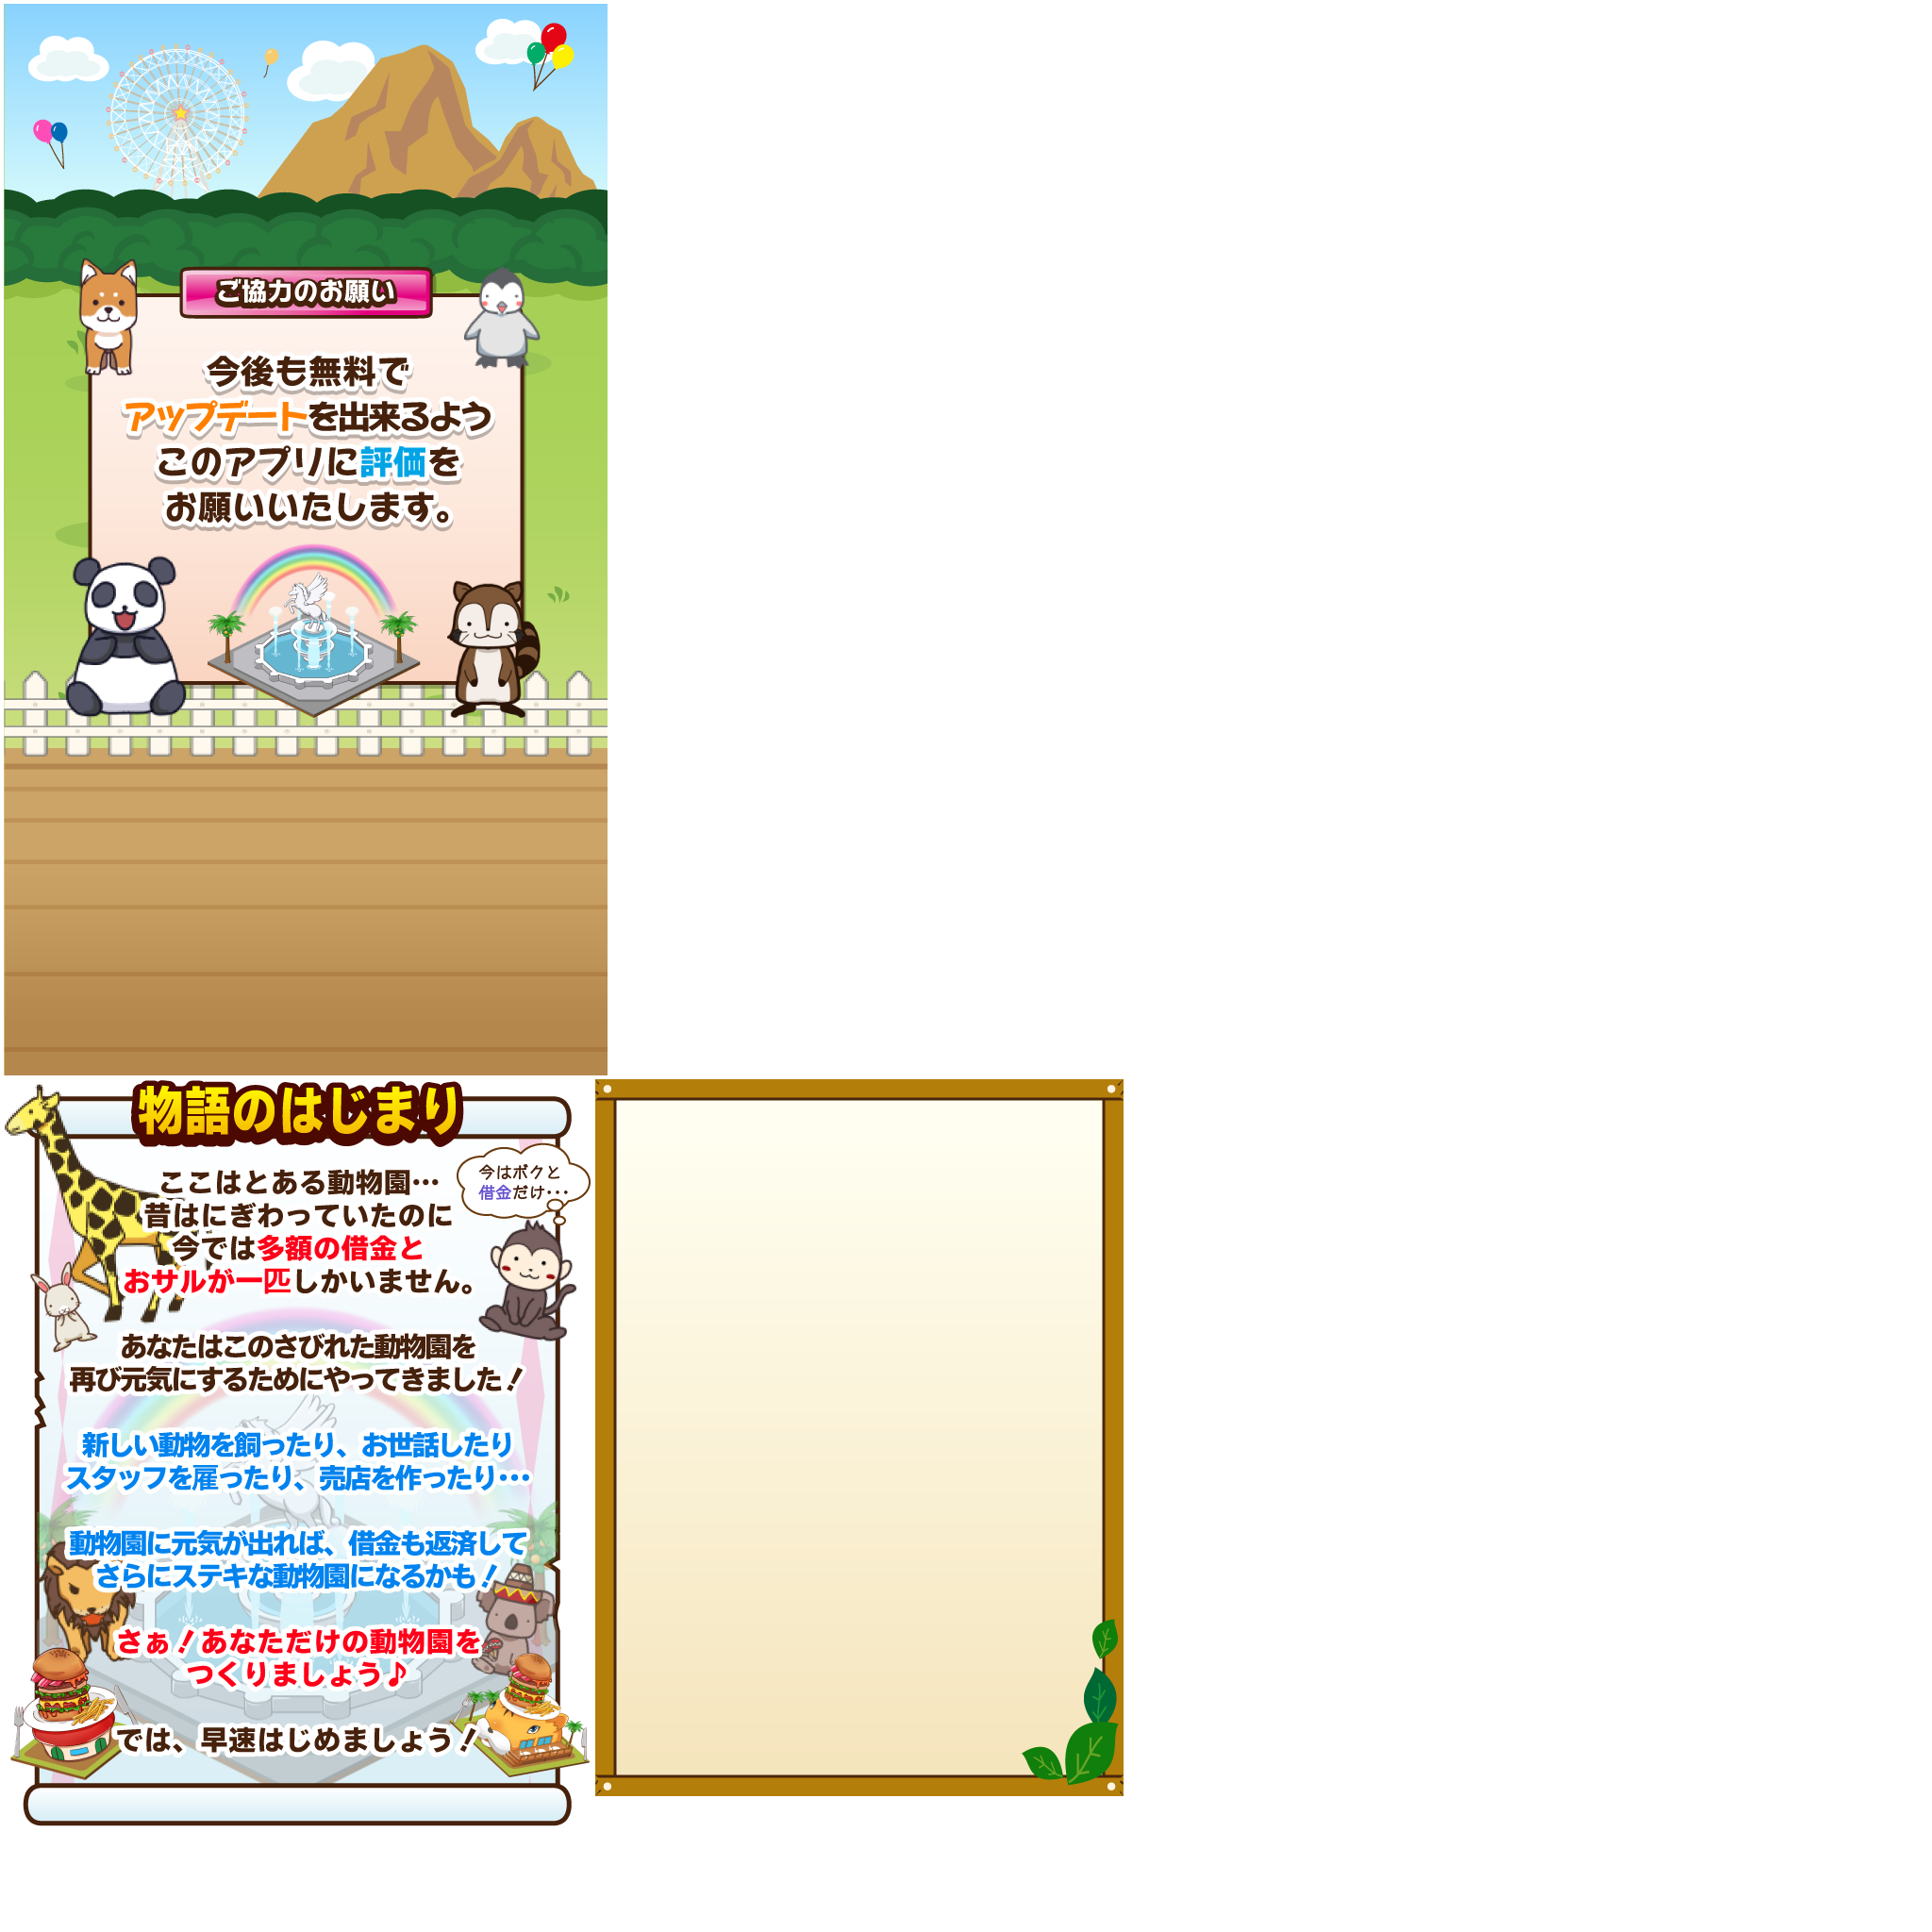 ご協力のお願い
今後も無料で
アップデートを出来るよう
このアプリに評価を
お願いいたします。
物語のはじまり
ここはとある動物園…
昔はにぎわっていたのに
今では多額の借金と
おサルが一匹しかいません。
今はボクと
借金だけ・・・
あなたはこのさびれた動物園を
再び元気にするためにやってきました！
新しい動物を飼ったり、お世話したり
スタッフを雇ったり、売店を作ったり…
動物園に元気が出れば、借金も返済して
さらにステキな動物園になるかも！
さぁ！あなただけの動物園を
つくりましょう♪
では、早速はじめましょう！